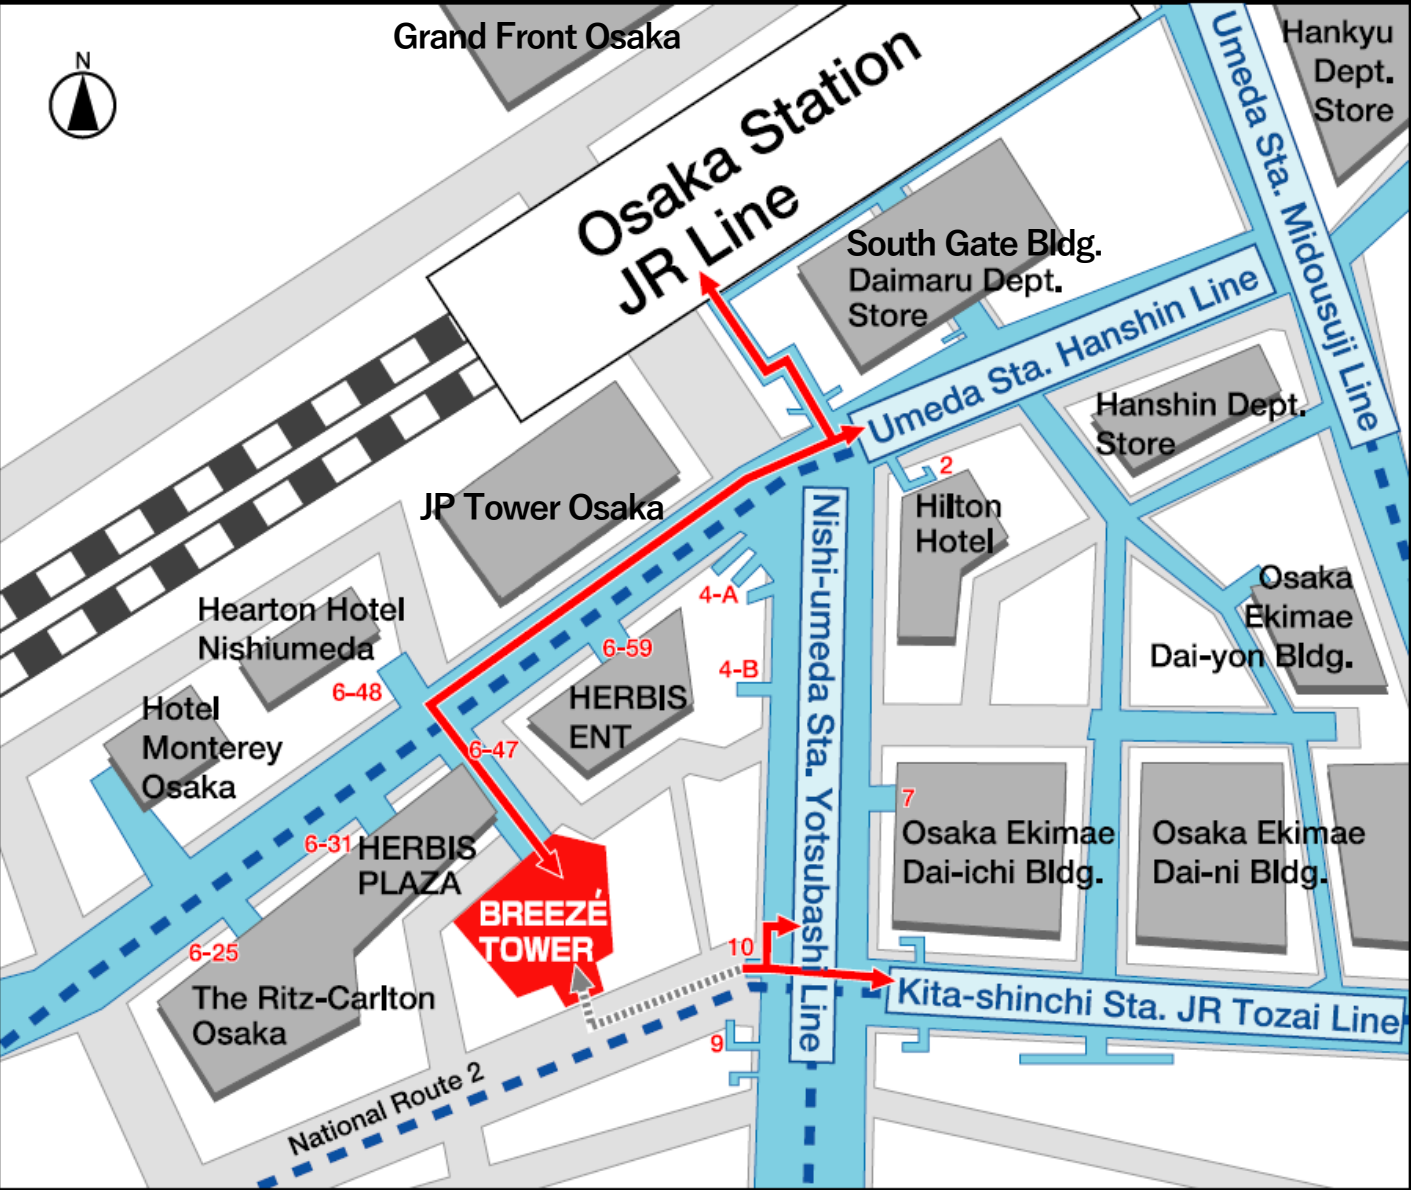 N
Grand Front Osaka
Osaka Station
JR Line
Hankyu
Dept.
Store
Umeda Sta. Midousuji Line
South Gate Bldg.
Daimaru Dept.
Store
Umeda Sta. Hanshin Line
Hanshin Dept.
Store
JP Tower Osaka
2
Hilton
Hotel
Nishi-umeda Sta. Yotsubashi Line
4-A
4-B
Osaka
Ekimae
Dai-yon Bldg.
Hearton Hotel
Nishiumeda
6-48
6-59
HERBIS
ENT
Hotel
Monterey
Osaka
6-47
6-31
HERBIS
PLAZA
7
Osaka Ekimae
Dai-ichi Bldg.
Osaka Ekimae
Dai-ni Bldg.
BREEZÉ
TOWER
6-25
10
The Ritz-Carlton
Osaka
Kita-shinchi Sta. JR Tozai Line
9
National Route 2